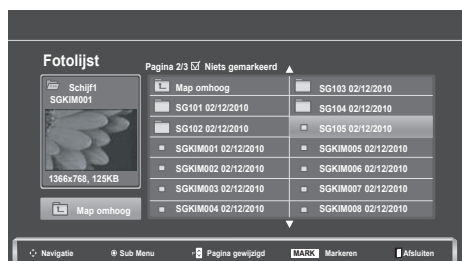 Fotolijst
Pagina 2/3 Niets gemarkeerd
Schijf1
SGKIM001
1366x768, 125KB
Map omhoog
Map omhoog
SG101 02/12/2010
SG102 02/12/2010
SGKIM001 02/12/2010
SGKIM002 02/12/2010
SGKIM003 02/12/2010
SGKIM004 02/12/2010
SG103 02/12/2010
SG104 02/12/2010
SG105 02/12/2010
SGKIM005 02/12/2010
SGKIM006 02/12/2010
SGKIM007 02/12/2010
SGKIM008 02/12/2010
Navigatie Sub Menu Pagina gewijzigd MARK Markeren Afsluiten